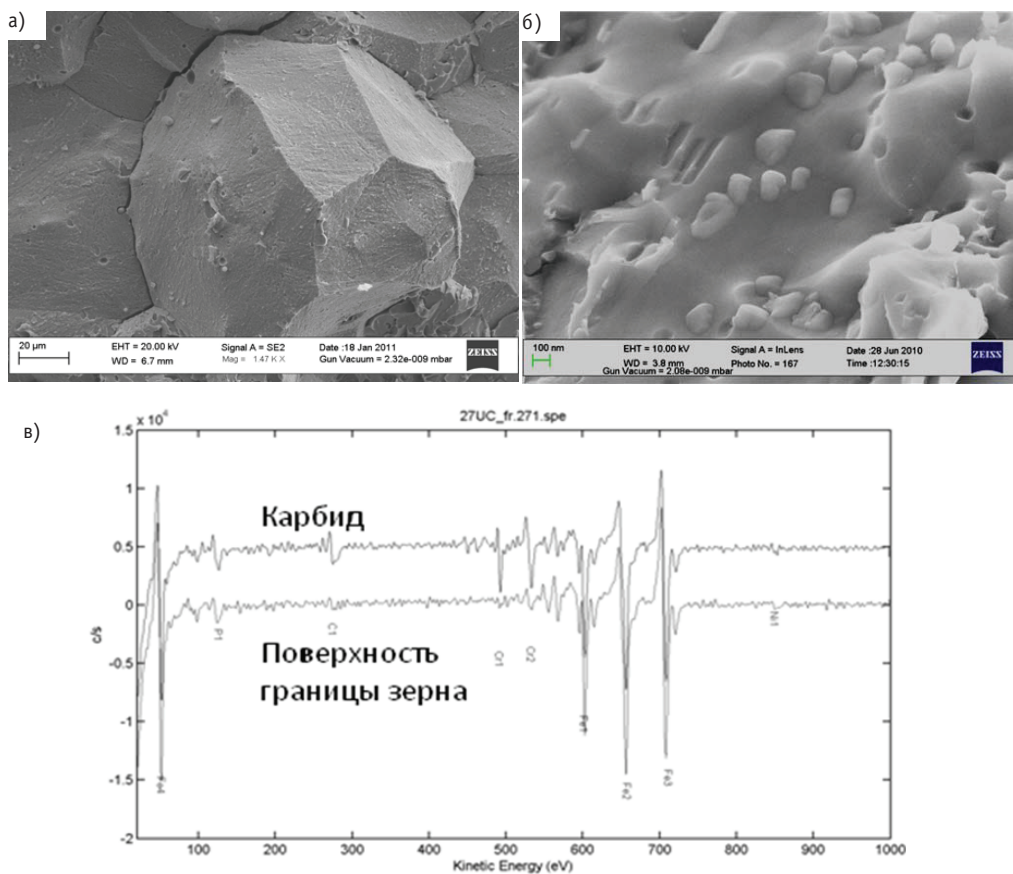 а)
20 µm
EHT = 20.00 kV
WD = 6.7 mm
Signal A = SE2
Mag = 1.47 K X
Date :18 Jan 2011
Gun Vacuum = 2.32e-009 mbar
ZEISS
б)
100 nm
EHT = 10.00 kV
WD = 3.8 mm
Gun Vacuum = 2.08e-009 mbar
Signal A = InLens
Photo No. = 167
Date :28 Jun 2010
Time :12:30:15
ZEISS
в)
27UC_fr.271.spe
x 10⁴
1.5
1
0.5
0
-0.5
-1
-1.5
-2
c/s
Карбид
Поверхность
границы зерна
Fe4
P1
C1
Cr1
Cr2
Fe1
Fe2
Fe3
Ni1
100
200
300
400
500
600
700
800
900
1000
Kinetic Energy (eV)